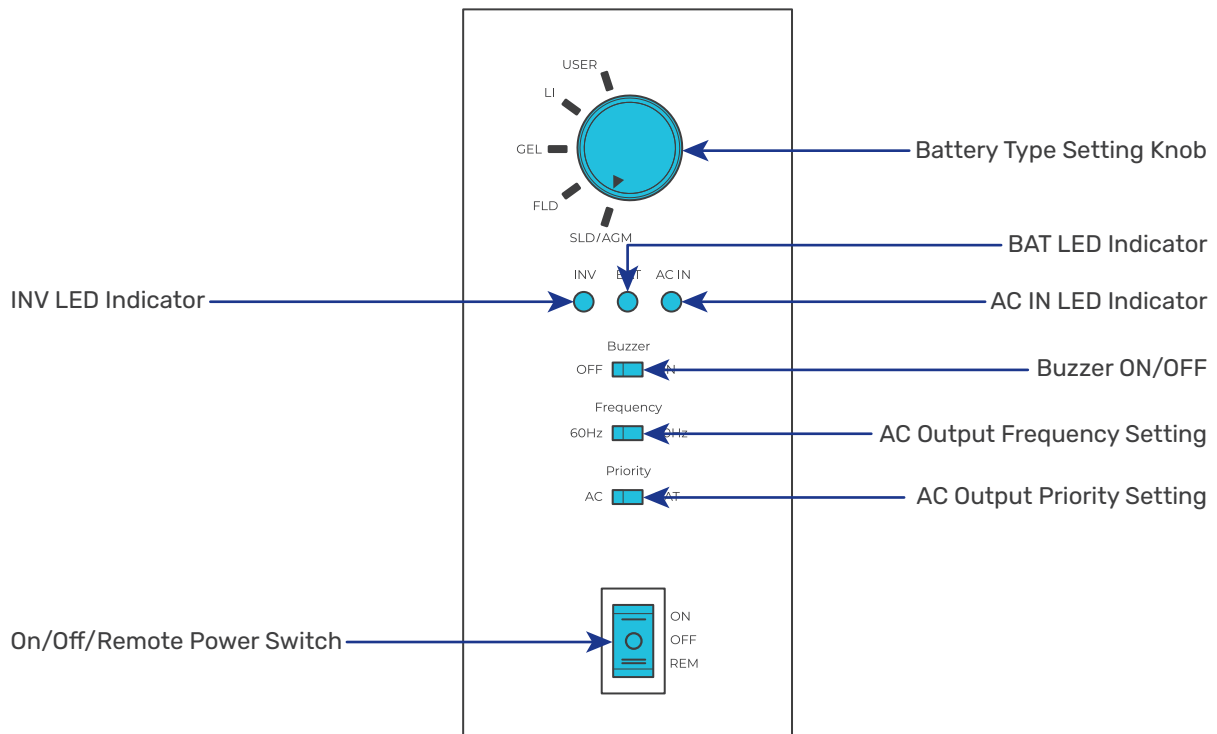 USER
LI
GEL
Battery Type Setting Knob
FLD
SLD/AGM
BAT LED Indicator
INV
AC IN
INV LED Indicator
AC IN LED Indicator
Buzzer
OFF
Buzzer ON/OFF
Frequency
60Hz
AC Output Frequency Setting
Priority
AC
AC Output Priority Setting
ON
On/Off/Remote Power Switch
OFF
REM